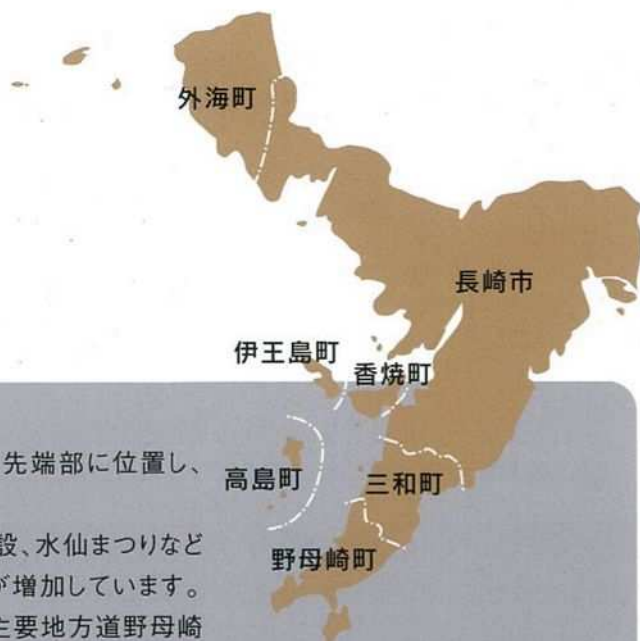 外海町
長崎市
伊王島町
香焼町
高島町
三和町
野母崎町
先端部に位置し、
設、水仙まつりなど
が増加しています。
主要地方道野母崎